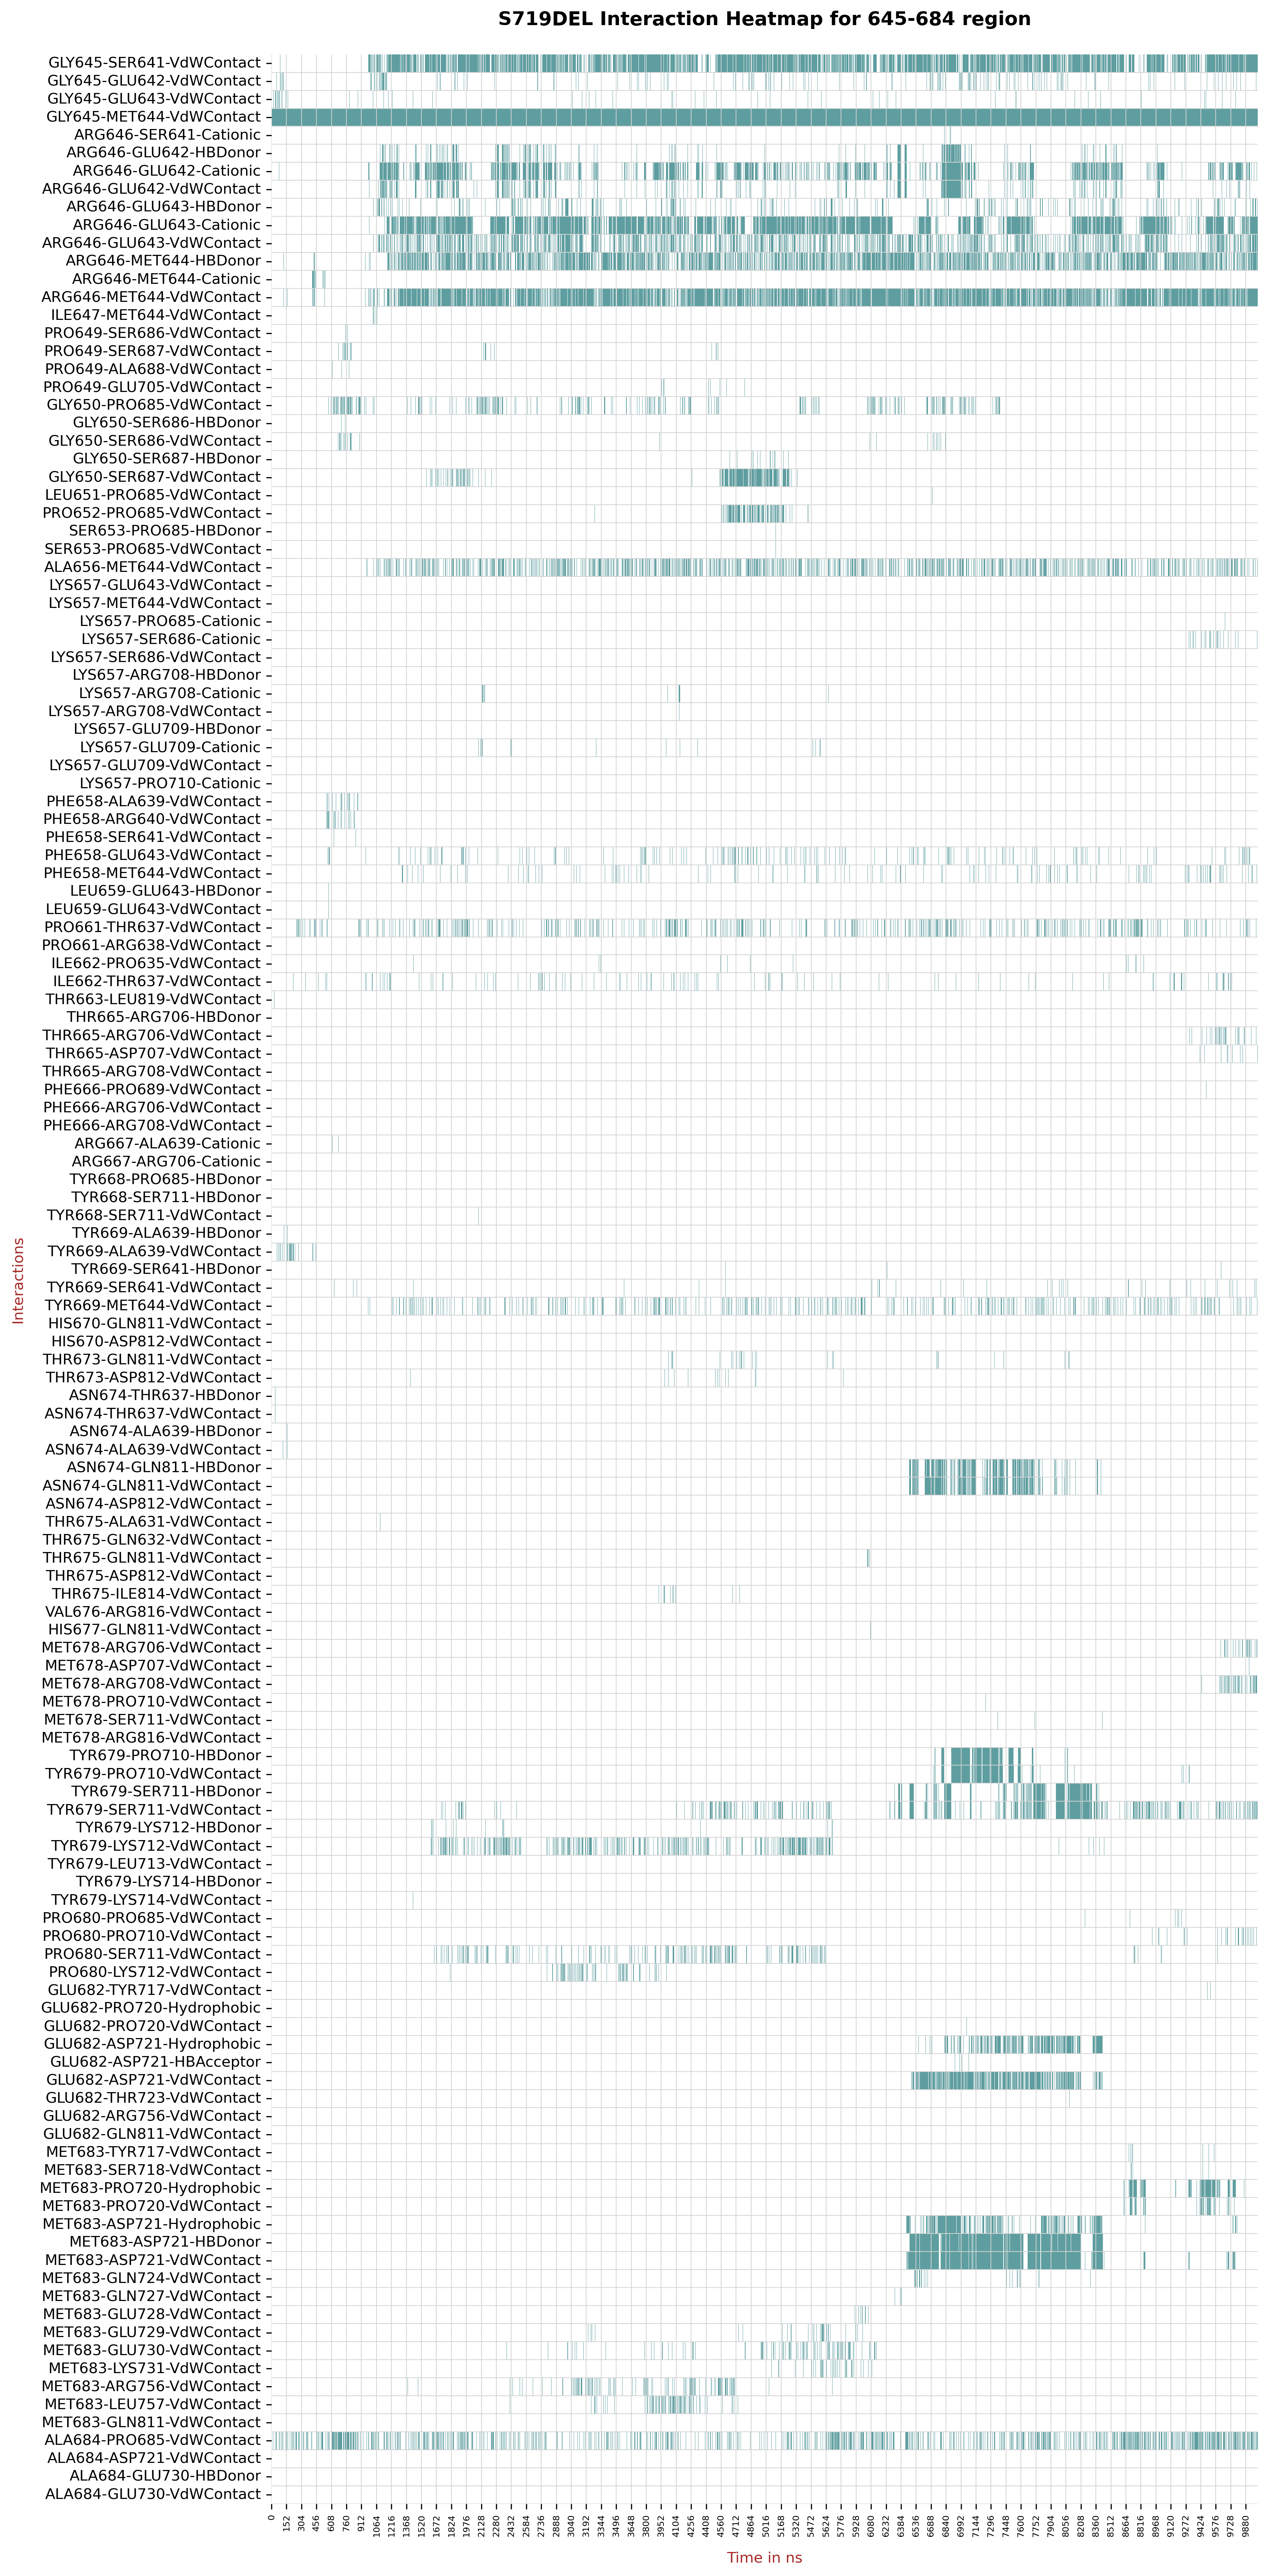 S719DEL Interaction Heatmap for 645-684 region
GLY645-SER641-VdWContact
GLY645-GLU642-VdWContact
GLY645-GLU643-VdWContact
GLY645-MET644-VdWContact
ARG646-SER641-Cationic
ARG646-GLU642-HBDonor
ARG646-GLU642-Cationic
ARG646-GLU642-VdWContact
ARG646-GLU643-HBDonor
ARG646-GLU643-Cationic
ARG646-GLU643-VdWContact
ARG646-MET644-HBDonor
ARG646-MET644-Cationic
ARG646-MET644-VdWContact
ILE647-MET644-VdWContact
PRO649-SER686-VdWContact
PRO649-SER687-VdWContact
PRO649-ALA688-VdWContact
PRO649-GLU705-VdWContact
GLY650-PRO685-VdWContact
GLY650-SER686-HBDonor
GLY650-SER686-VdWContact
GLY650-SER687-HBDonor
GLY650-SER687-VdWContact
LEU651-PRO685-VdWContact
PRO652-PRO685-VdWContact
SER653-PRO685-HBDonor
SER653-PRO685-VdWContact
ALA656-MET644-VdWContact
LYS657-GLU643-VdWContact
LYS657-MET644-VdWContact
LYS657-PRO685-Cationic
LYS657-SER686-Cationic
LYS657-SER686-VdWContact
LYS657-ARG708-HBDonor
LYS657-ARG708-Cationic
LYS657-ARG708-VdWContact
LYS657-GLU709-HBDonor
LYS657-GLU709-Cationic
LYS657-GLU709-VdWContact
LYS657-PRO710-Cationic
PHE658-ALA639-VdWContact
PHE658-ARG640-VdWContact
PHE658-SER641-VdWContact
PHE658-GLU643-VdWContact
PHE658-MET644-VdWContact
LEU659-GLU643-HBDonor
LEU659-GLU643-VdWContact
PRO661-THR637-VdWContact
PRO661-ARG638-VdWContact
ILE662-PRO635-VdWContact
ILE662-THR637-VdWContact
THR663-LEU819-VdWContact
THR665-ARG706-HBDonor
THR665-ARG706-VdWContact
THR665-ASP707-VdWContact
THR665-ARG708-VdWContact
PHE666-PRO689-VdWContact
PHE666-ARG706-VdWContact
PHE666-ARG708-VdWContact
ARG667-ALA639-Cationic
ARG667-ARG706-Cationic
TYR668-PRO685-HBDonor
TYR668-SER711-HBDonor
TYR668-SER711-VdWContact
TYR669-ALA639-HBDonor
TYR669-ALA639-VdWContact
TYR669-SER641-HBDonor
TYR669-SER641-VdWContact
TYR669-MET644-VdWContact
HIS670-GLN811-VdWContact
HIS670-ASP812-VdWContact
THR673-GLN811-VdWContact
THR673-ASP812-VdWContact
ASN674-THR637-HBDonor
ASN674-THR637-VdWContact
ASN674-ALA639-HBDonor
ASN674-ALA639-VdWContact
ASN674-GLN811-HBDonor
ASN674-GLN811-VdWContact
ASN674-ASP812-VdWContact
THR675-ALA631-VdWContact
THR675-GLN632-VdWContact
THR675-GLN811-VdWContact
THR675-ASP812-VdWContact
THR675-ILE814-VdWContact
VAL676-ARG816-VdWContact
HIS677-GLN811-VdWContact
MET678-ARG706-VdWContact
MET678-ASP707-VdWContact
MET678-ARG708-VdWContact
MET678-PRO710-VdWContact
MET678-SER711-VdWContact
MET678-ARG816-VdWContact
TYR679-PRO710-HBDonor
TYR679-PRO710-VdWContact
TYR679-SER711-HBDonor
TYR679-SER711-VdWContact
TYR679-LYS712-HBDonor
TYR679-LYS712-VdWContact
TYR679-LEU713-VdWContact
TYR679-LYS714-HBDonor
TYR679-LYS714-VdWContact
PRO680-PRO685-VdWContact
PRO680-PRO710-VdWContact
PRO680-SER711-VdWContact
PRO680-LYS712-VdWContact
GLU682-TYR717-VdWContact
GLU682-PRO720-Hydrophobic
GLU682-PRO720-VdWContact
GLU682-ASP721-Hydrophobic
GLU682-ASP721-HBAcceptor
GLU682-ASP721-VdWContact
GLU682-THR723-VdWContact
GLU682-ARG756-VdWContact
GLU682-GLN811-VdWContact
MET683-TYR717-VdWContact
MET683-SER718-VdWContact
MET683-PRO720-Hydrophobic
MET683-PRO720-VdWContact
MET683-ASP721-Hydrophobic
MET683-ASP721-HBDonor
MET683-ASP721-VdWContact
MET683-GLN724-VdWContact
MET683-GLN727-VdWContact
MET683-GLU728-VdWContact
MET683-GLU729-VdWContact
MET683-GLU730-VdWContact
MET683-LYS731-VdWContact
MET683-ARG756-VdWContact
MET683-LEU757-VdWContact
MET683-GLN811-VdWContact
ALA684-PRO685-VdWContact
ALA684-ASP721-VdWContact
ALA684-GLU730-HBDonor
ALA684-GLU730-VdWContact
Interactions
0 152 304 456 608 760 912 1064 1216 1368 1520 1672 1824 1976 2128 2280 2432 2584 2736 2888 3040 3192 3344 3496 3648 3800 3952 4104 4256 4408 4560 4712 4864 5016 5168 5320 5472 5624 5776 5928 6080 6232 6384 6536 6688 6840 6992 7144 7296 7448 7600 7752 7904 8056 8208 8360 8512 8664 8816 8968 9120 9272 9424 9576 9728 9880
Time in ns